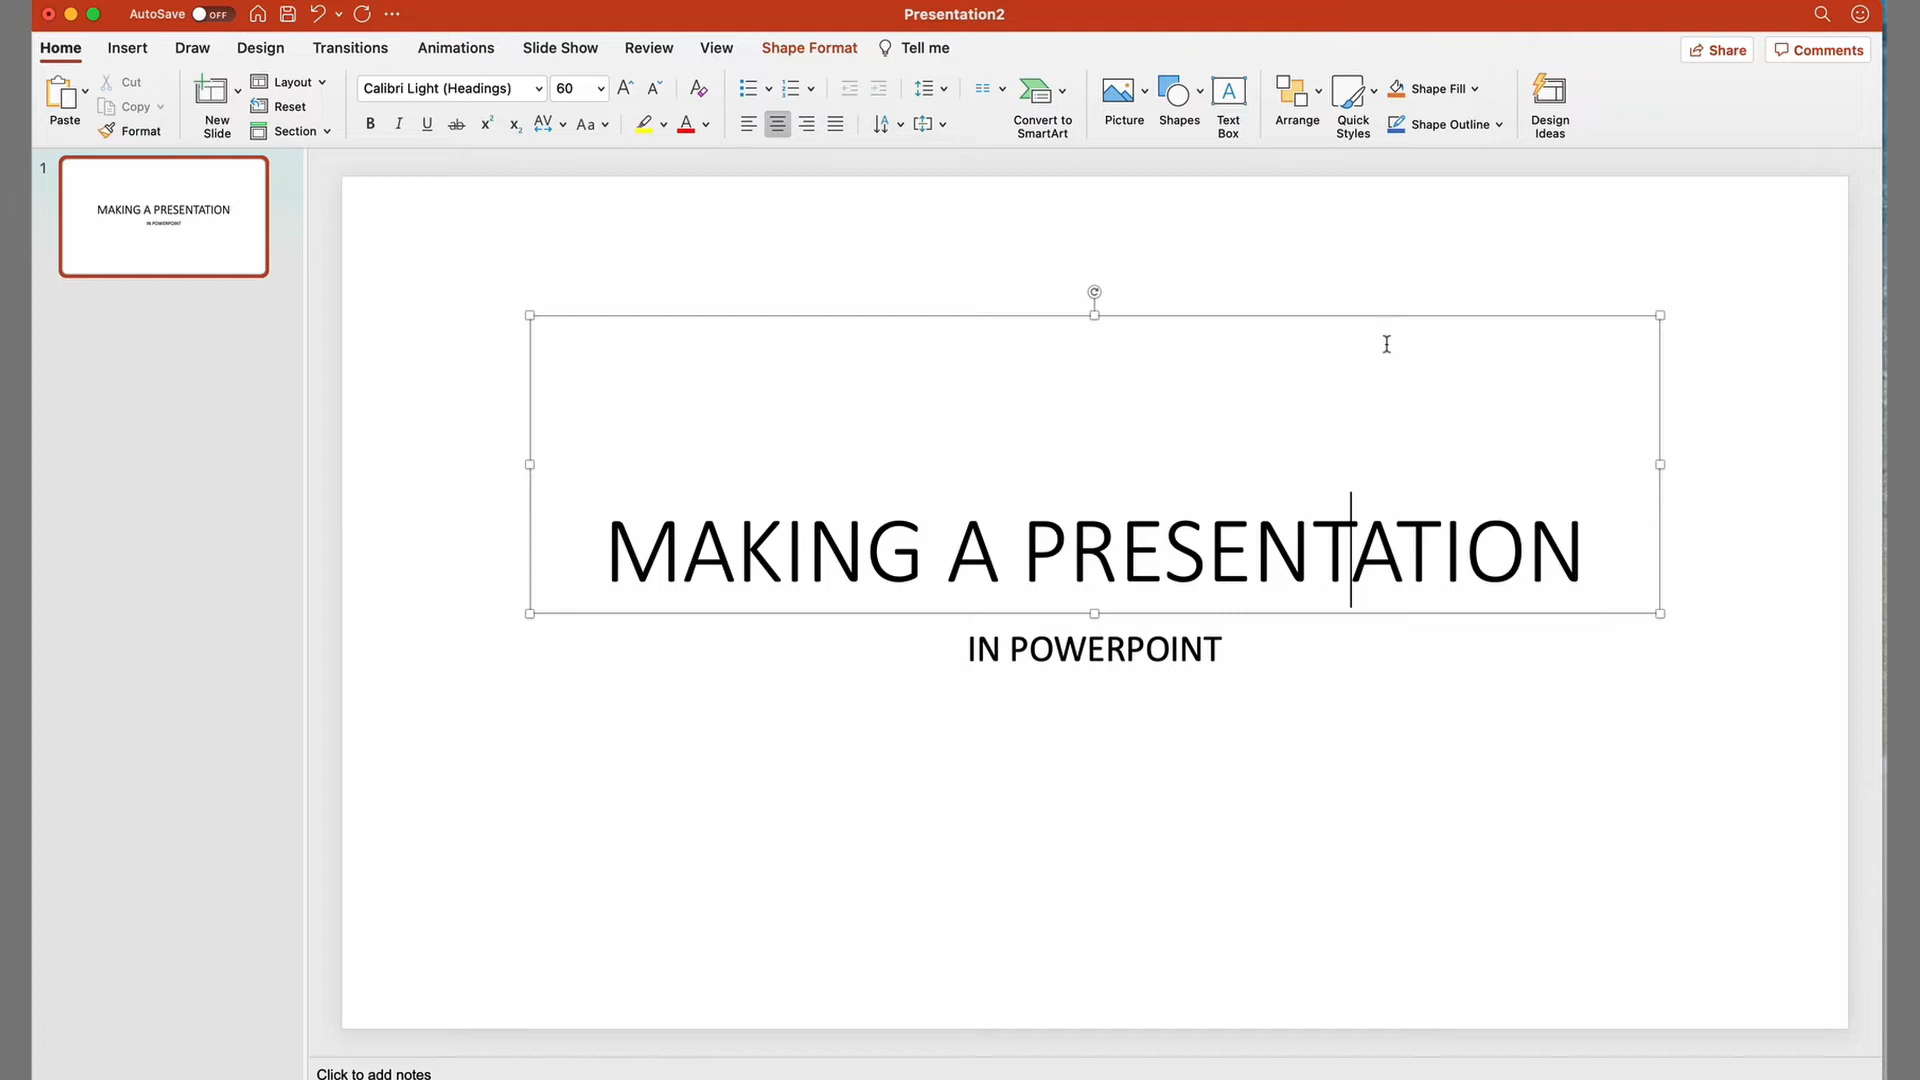 AutoSave OFF
Presentation2
Home Insert Draw Design Transitions Animations Slide Show Review View Shape Format Tell me
Share Comments
Paste
Cut
Copy
Format
New
Slide
Layout
Reset
Section
Calibri Light (Headings) 60
Convert to
SmartArt
Picture
Shapes
Text
Box
Arrange
Quick
Styles
Shape Fill
Shape Outline
Design
Ideas
1
MAKING A PRESENTATION
IN POWERPOINT
MAKING A PRESENTATION
IN POWERPOINT
Click to add notes